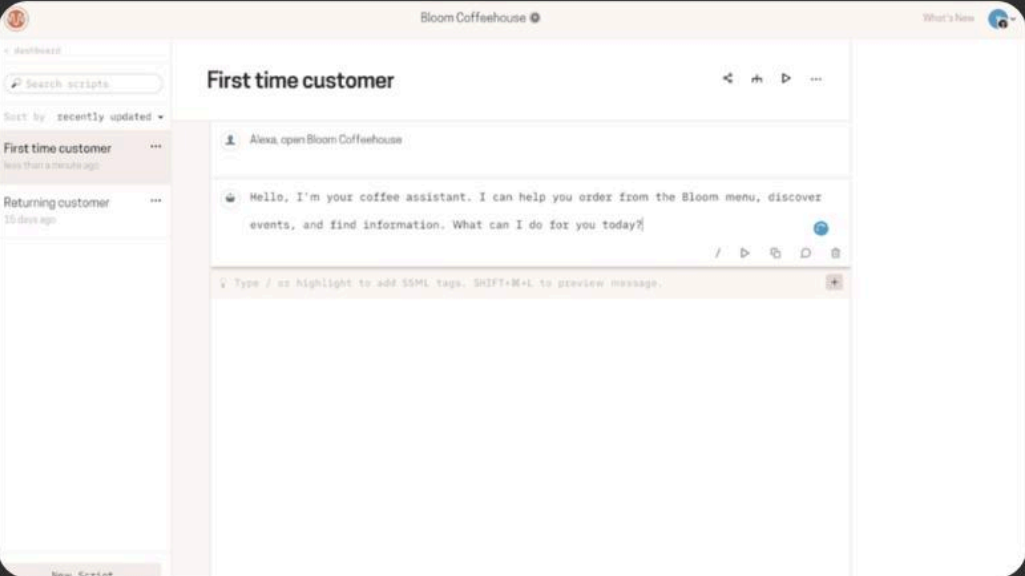 Bloom Coffeehouse
What's New
< dashboard
Search scripts
Sort by recently updated
First time customer
less than a minute ago
Returning customer
15 days ago
New Script
First time customer
Alexa, open Bloom Coffeehouse
Hello, I'm your coffee assistant. I can help you order from the Bloom menu, discover
events, and find information. What can I do for you today?
/
Type / or highlight to add SSML tags. SHIFT+⌘+L to preview message.